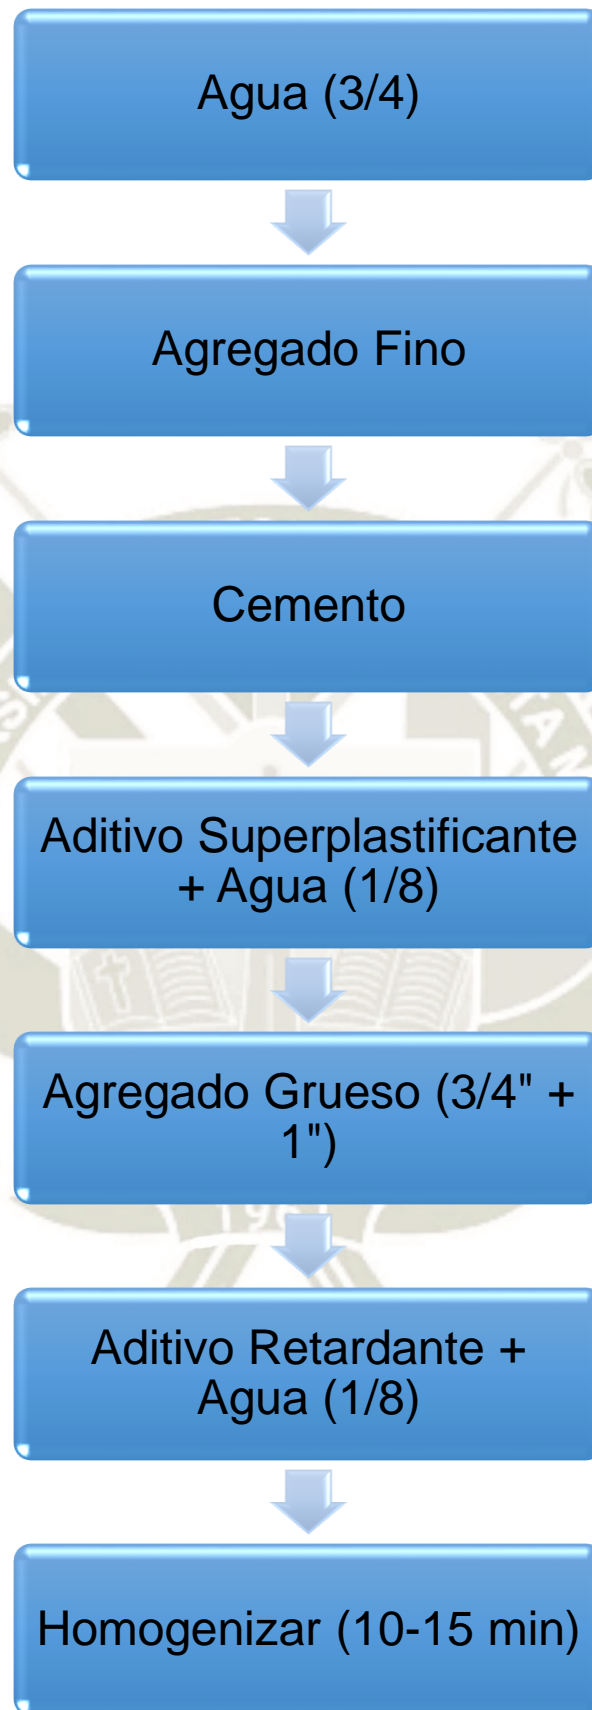 Agua (3/4)
Agregado Fino
Cemento
Aditivo Superplastificante
+ Agua (1/8)
Agregado Grueso (3/4" +
1")
Aditivo Retardante +
Agua (1/8)
Homogenizar (10-15 min)